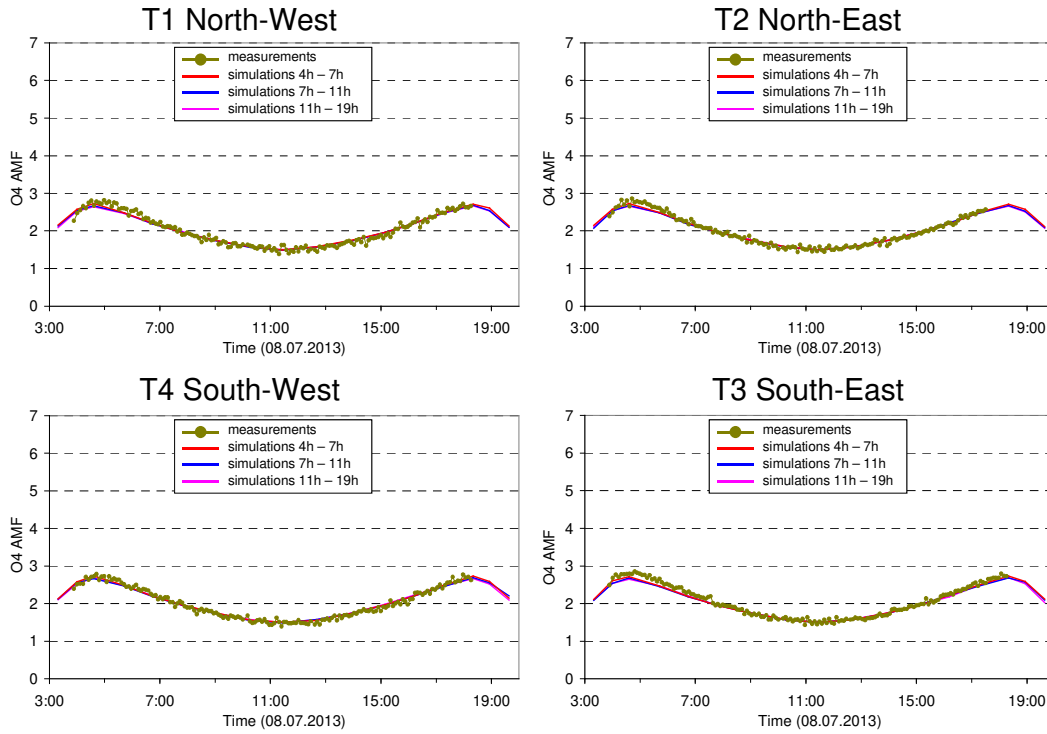 T1 North-West
7
6
5
4
3
2
1
0
O4 AMF
measurements
simulations 4h – 7h
simulations 7h – 11h
simulations 11h – 19h
3:00 7:00 11:00 15:00 19:00
Time (08.07.2013)
T2 North-East
7
6
5
4
3
2
1
0
O4 AMF
measurements
simulations 4h – 7h
simulations 7h – 11h
simulations 11h – 19h
3:00 7:00 11:00 15:00 19:00
Time (08.07.2013)
T4 South-West
7
6
5
4
3
2
1
0
O4 AMF
measurements
simulations 4h – 7h
simulations 7h – 11h
simulations 11h – 19h
3:00 7:00 11:00 15:00 19:00
Time (08.07.2013)
T3 South-East
7
6
5
4
3
2
1
0
O4 AMF
measurements
simulations 4h – 7h
simulations 7h – 11h
simulations 11h – 19h
3:00 7:00 11:00 15:00 19:00
Time (08.07.2013)